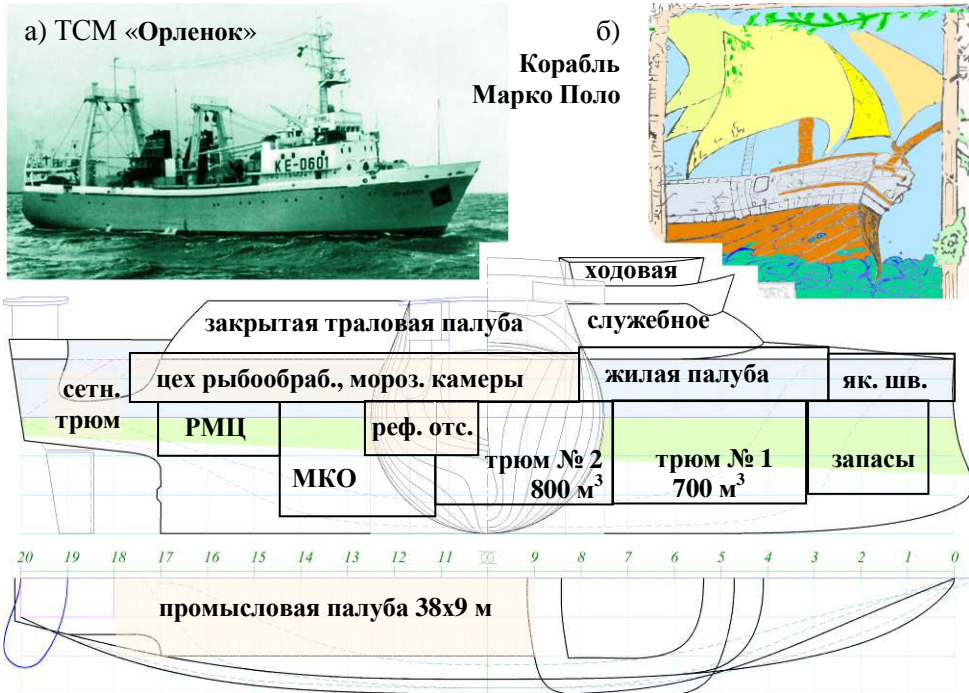 а) ТСМ «Орленок»
б)
Корабль
Марко Поло
КЕ-0601
ходовая
закрытая траловая палуба
служебное
сетн.
трюм
цех рыбообраб., мороз. камеры
жилая палуба
як. шв.
РМЦ
реф. отс.
МКО
трюм № 2
800 м³
трюм № 1
700 м³
запасы
20 19 17 16 15 14 13 12 11 9 8 7 6 5 4 3 2 1 0
промысловая палуба 38х9 м